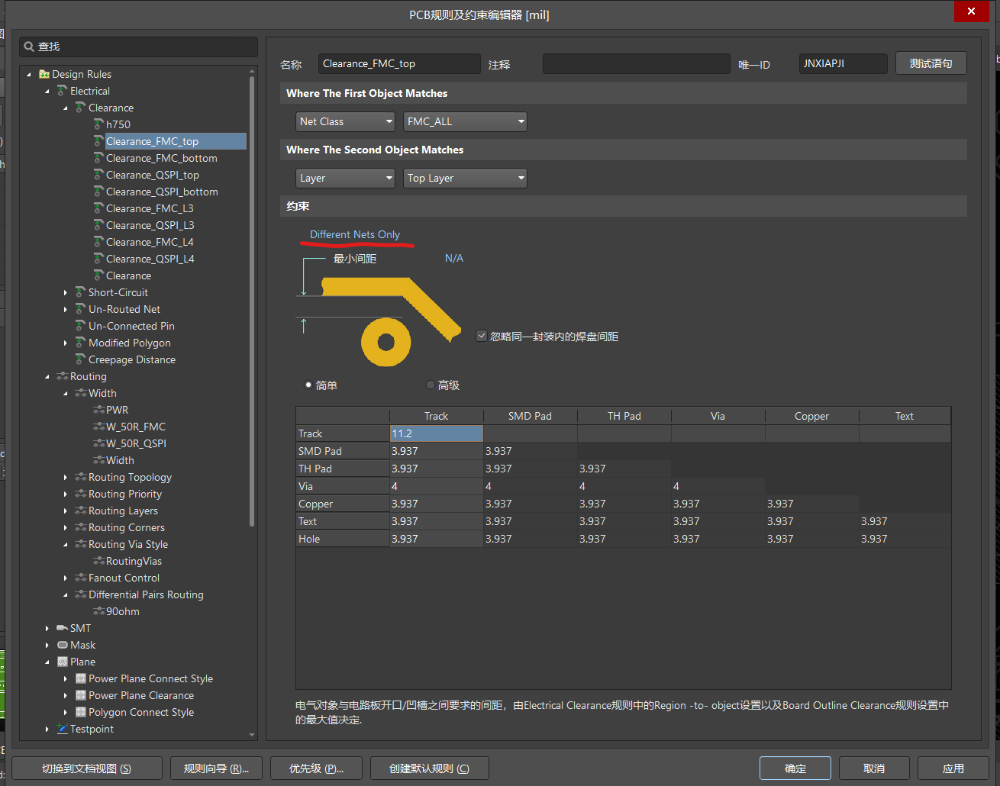 PCB规则及约束编辑器 [mil]
查找
Design Rules
Electrical
Clearance
h750
Clearance_FMC_top
Clearance_FMC_bottom
Clearance_QSPI_top
Clearance_QSPI_bottom
Clearance_FMC_L3
Clearance_QSPI_L3
Clearance_FMC_L4
Clearance_QSPI_L4
Clearance
Short-Circuit
Un-Routed Net
Un-Connected Pin
Modified Polygon
Creepage Distance
Routing
Width
PWR
W_50R_FMC
W_50R_QSPI
Width
Routing Topology
Routing Priority
Routing Layers
Routing Corners
Routing Via Style
RoutingVias
Fanout Control
Differential Pairs Routing
90ohm
SMT
Mask
Plane
Power Plane Connect Style
Power Plane Clearance
Polygon Connect Style
Testpoint
名称 Clearance_FMC_top 注释 唯一ID JNXIAPJI 测试语句
Where The First Object Matches
Net Class FMC_ALL
Where The Second Object Matches
Layer Top Layer
约束
Different Nets Only
最小间距 N/A
忽略同一封装内的焊盘间距
简单 高级
Track SMD Pad TH Pad Via Copper Text
Track 11.2
SMD Pad 3.937 3.937
TH Pad 3.937 3.937 3.937
Via 4 4 4 4
Copper 3.937 3.937 3.937 3.937 3.937
Text 3.937 3.937 3.937 3.937 3.937 3.937
Hole 3.937 3.937 3.937 3.937 3.937 3.937
电气对象与电路板开口/凹槽之间要求的间距，由Electrical Clearance规则中的Region -to- object设置以及Board Outline Clearance规则设置中
的最大值决定.
切换到文档视图 (S) 规则向导 (R)... 优先级 (P)... 创建默认规则 (C) 确定 取消 应用